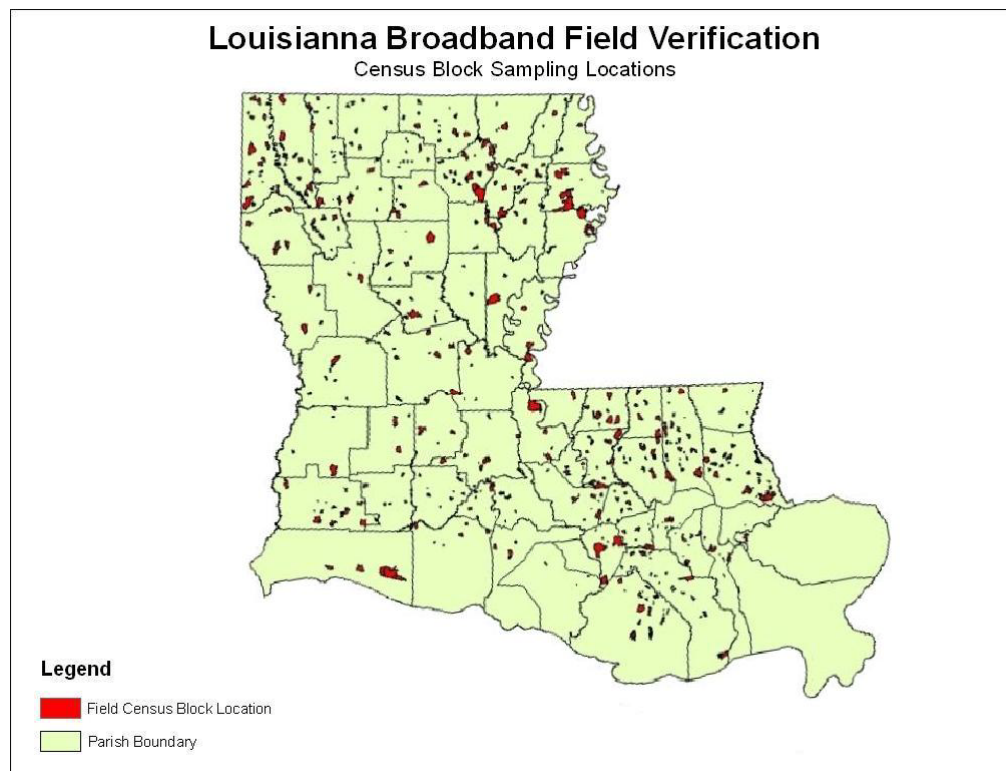 Louisianna Broadband Field Verification
Census Block Sampling Locations
Legend
Field Census Block Location
Parish Boundary